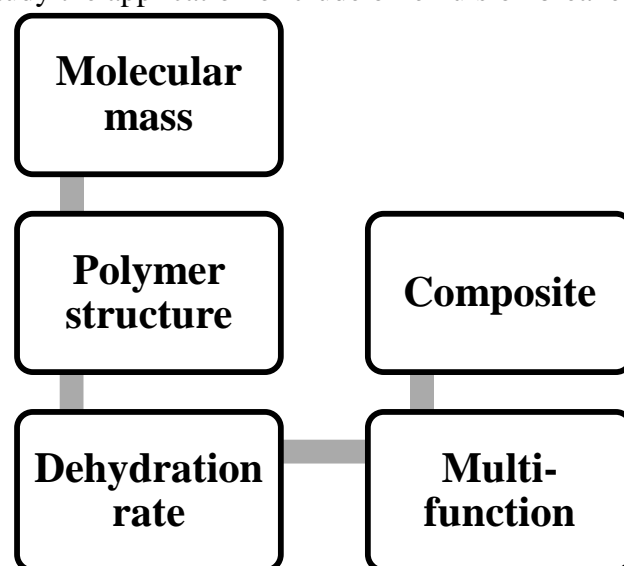 Molecular
mass
Polymer
structure
Dehydration
rate
Multi-
function
Composite